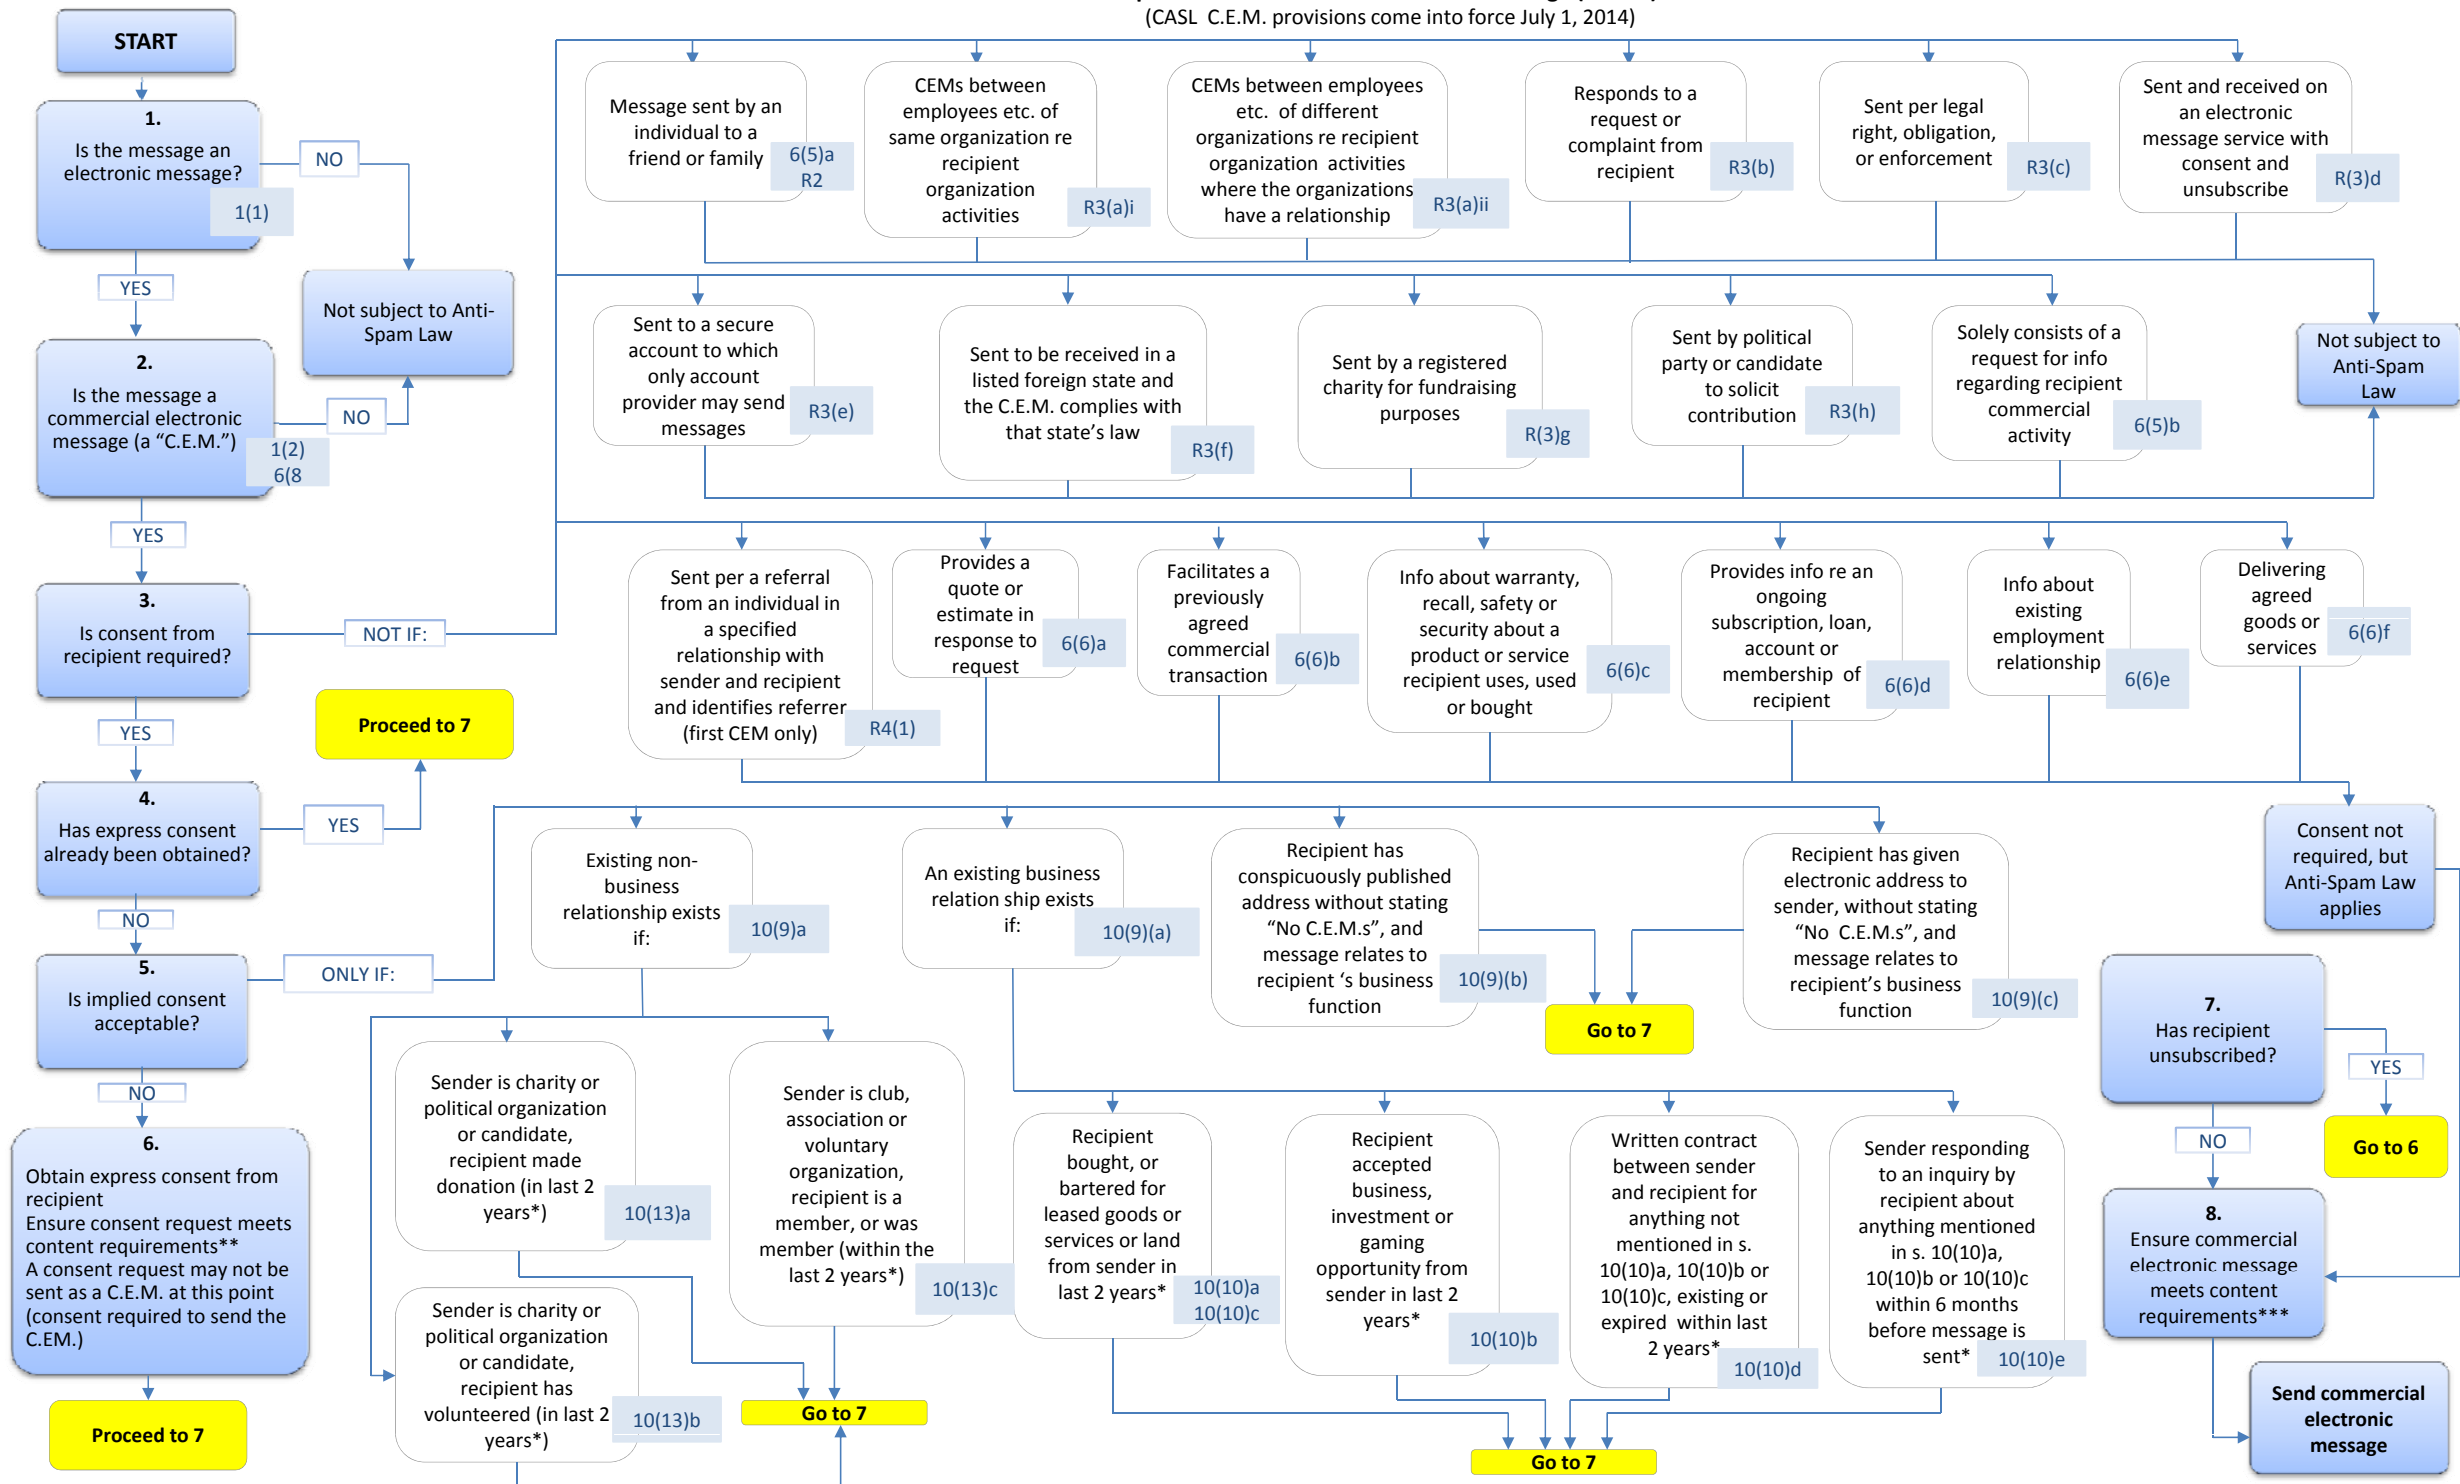 (CASL C.E.M. provisions come into force July 1, 2014)
START
1.
Is the message an
electronic message?
1(1)
NO
YES
Not subject to Anti-
Spam Law
2.
Is the message a
commercial electronic
message (a “C.E.M.”)
1(2)
6(8
NO
YES
3.
Is consent from
recipient required?
NOT IF:
YES
Proceed to 7
4.
Has express consent
already been obtained?
YES
NO
5.
Is implied consent
acceptable?
ONLY IF:
NO
6.
Obtain express consent from
recipient
Ensure consent request meets
content requirements**
A consent request may not be
sent as a C.E.M. at this point
(consent required to send the
C.EM.)
Proceed to 7
Message sent by an
individual to a
friend or family
6(5)a
R2
CEMs between
employees etc. of
same organization re
recipient
organization
activities
R3(a)i
CEMs between employees
etc. of different
organizations re recipient
organization activities
where the organizations
have a relationship
R3(a)ii
Responds to a
request or
complaint from
recipient
R3(b)
Sent per legal
right, obligation,
or enforcement
R3(c)
Sent and received on
an electronic
message service with
consent and
unsubscribe
R(3)d
Sent to a secure
account to which
only account
provider may send
messages
R3(e)
Sent to be received in a
listed foreign state and
the C.E.M. complies with
that state’s law
R3(f)
Sent by a registered
charity for fundraising
purposes
R(3)g
Sent by political
party or candidate
to solicit
contribution
R3(h)
Solely consists of a
request for info
regarding recipient
commercial
activity
6(5)b
Not subject to
Anti-Spam
Law
Sent per a referral
from an individual in
a specified
relationship with
sender and recipient
and identifies referrer
(first CEM only)
R4(1)
Provides a
quote or
estimate in
response to
request
6(6)a
Facilitates a
previously
agreed
commercial
transaction
6(6)b
Info about warranty,
recall, safety or
security about a
product or service
recipient uses, used
or bought
6(6)c
Provides info re an
ongoing
subscription, loan,
account or
membership of
recipient
6(6)d
Info about
existing
employment
relationship
6(6)e
Delivering
agreed
goods or
services
6(6)f
Consent not
required, but
Anti-Spam Law
applies
Existing non-
business
relationship exists
if:
10(9)a
An existing business
relation ship exists
if:
10(9)(a)
Recipient has
conspicuously published
address without stating
“No C.E.M.s”, and
message relates to
recipient ‘s business
function
10(9)(b)
Recipient has given
electronic address to
sender, without stating
“No C.E.M.s”, and
message relates to
recipient’s business
function
10(9)(c)
Go to 7
Sender is charity or
political organization
or candidate,
recipient made
donation (in last 2
years*)
10(13)a
Sender is charity or
political organization
or candidate,
recipient has
volunteered (in last 2
years*)
10(13)b
Sender is club,
association or
voluntary
organization,
recipient is a
member, or was
member (within the
last 2 years*)
10(13)c
Go to 7
Recipient
bought, or
bartered for
leased goods or
services or land
from sender in
last 2 years*
10(10)a
10(10)c
Recipient
accepted
business,
investment or
gaming
opportunity from
sender in last 2
years*
10(10)b
Written contract
between sender
and recipient for
anything not
mentioned in s.
10(10)a, 10(10)b or
10(10)c, existing or
expired within last
2 years*
10(10)d
Sender responding
to an inquiry by
recipient about
anything mentioned
in s. 10(10)a,
10(10)b or 10(10)c
within 6 months
before message is
sent*
10(10)e
Go to 7
7.
Has recipient
unsubscribed?
YES
NO
Go to 6
8.
Ensure commercial
electronic message
meets content
requirements***
Send commercial
electronic
message